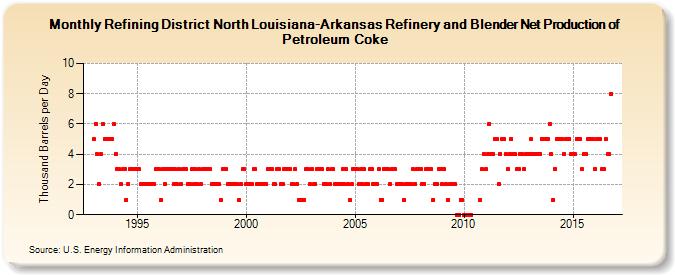 Monthly Refining District North Louisiana-Arkansas Refinery and Blender Net Production of
Petroleum Coke
Thousand Barrels per Day
10
8
6
4
2
0
1995
2000
2005
2010
2015
Source: U.S. Energy Information Administration